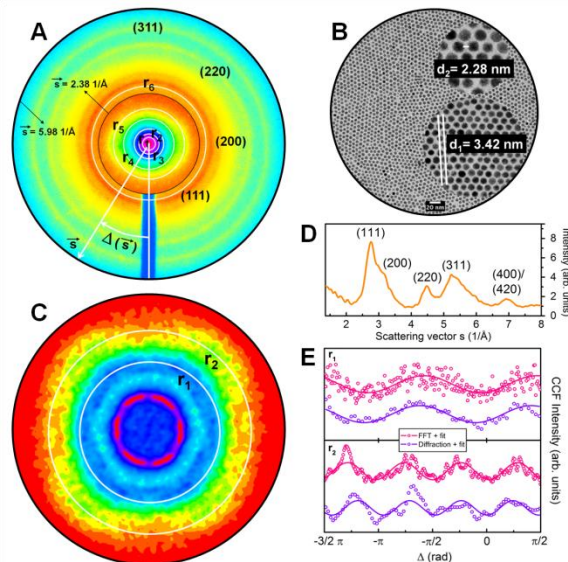 A
(311)
(220)
s = 2.38 1/Å
r6
s = 5.98 1/Å
r5
(200)
r4
r3
(111)
s
Δ(s)
B
d2= 2.28 nm
d1= 3.42 nm
20 nm
C
r2
r1
D
(111)
(200)
(220)
(311)
(400)/
(420)
Intensity (arb. units)
8
6
4
2
0
2 3 4 5 6 7 8
Scattering vector s (1/Å)
E
r1
FFT + fit
Diffraction + fit
r2
CCF Intensity (arb. units)
-3/2 π -π -π/2 0 π/2
Δ (rad)